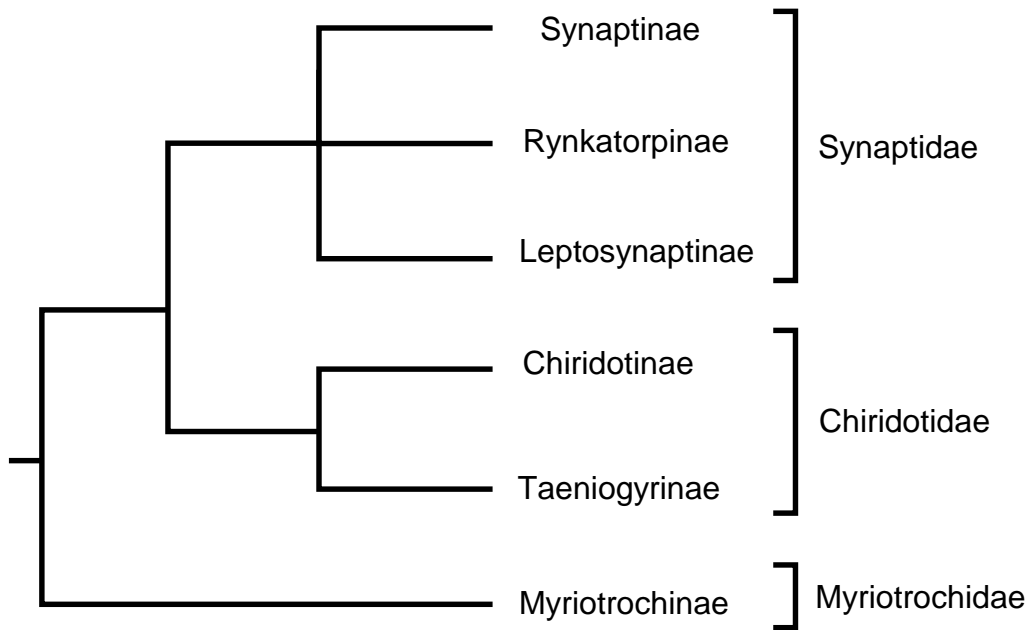 Synaptinae
Rynkatorpinae
Synaptidae
Leptosynaptinae
Chiridotinae
Chiridotidae
Taeniogyrinae
Myriotrochinae
Myriotrochidae